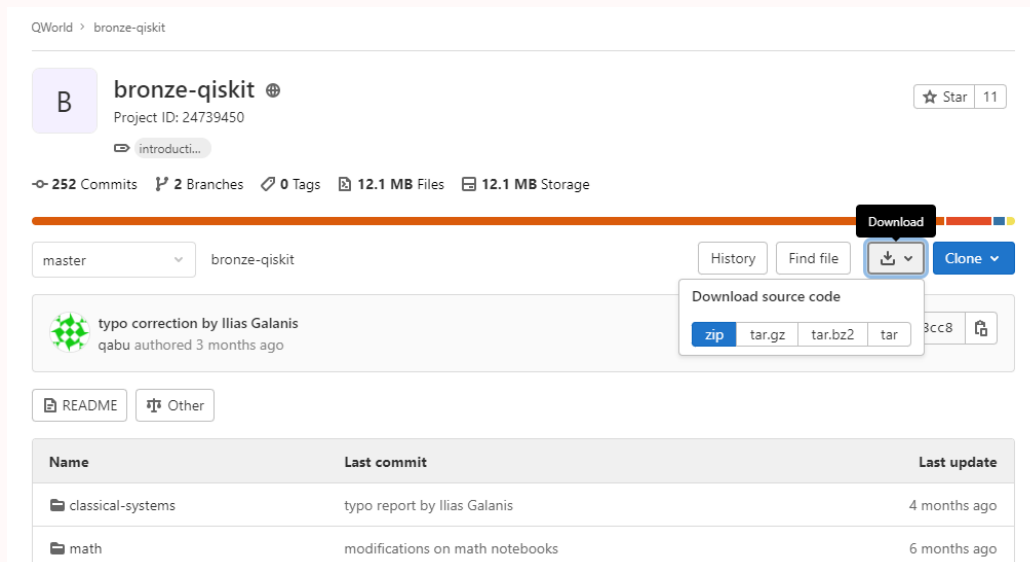 QWorld > bronze-qiskit
B
bronze-qiskit
Project ID: 24739450
Star 11
introducti...
252 Commits 2 Branches 0 Tags 12.1 MB Files 12.1 MB Storage
Download
master bronze-qiskit History Find file Clone
Download source code
zip tar.gz tar.bz2 tar
typo correction by Ilias Galanis
qabu authored 3 months ago
3cc8
README Other
Name Last commit Last update
classical-systems typo report by Ilias Galanis 4 months ago
math modifications on math notebooks 6 months ago